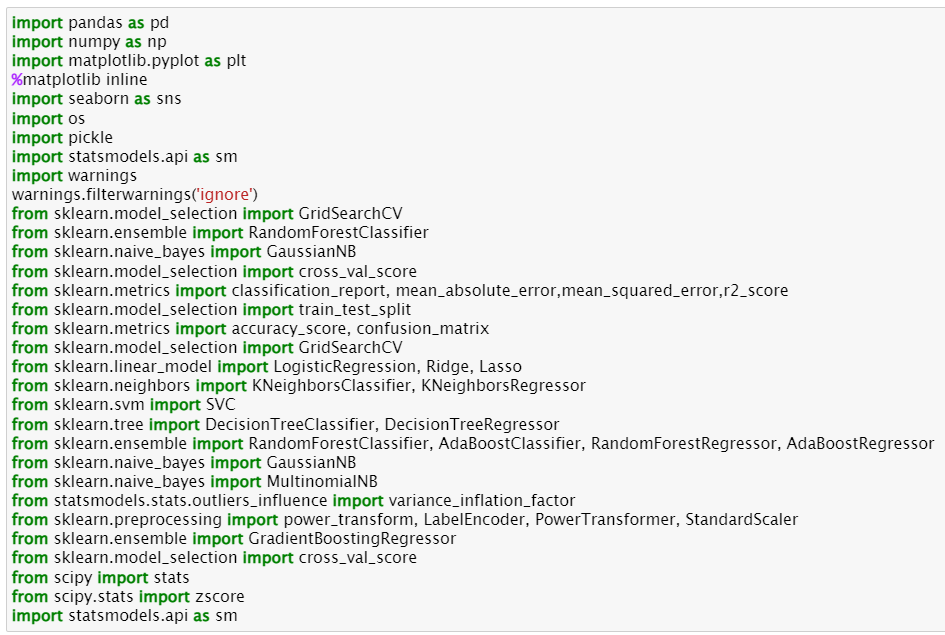 import pandas as pd
import numpy as np
import matplotlib.pyplot as plt
%matplotlib inline
import seaborn as sns
import os
import pickle
import statsmodels.api as sm
import warnings
warnings.filterwarnings('ignore')
from sklearn.model_selection import GridSearchCV
from sklearn.ensemble import RandomForestClassifier
from sklearn.naive_bayes import GaussianNB
from sklearn.model_selection import cross_val_score
from sklearn.metrics import classification_report, mean_absolute_error,mean_squared_error,r2_score
from sklearn.model_selection import train_test_split
from sklearn.metrics import accuracy_score, confusion_matrix
from sklearn.model_selection import GridSearchCV
from sklearn.linear_model import LogisticRegression, Ridge, Lasso
from sklearn.neighbors import KNeighborsClassifier, KNeighborsRegressor
from sklearn.svm import SVC
from sklearn.tree import DecisionTreeClassifier, DecisionTreeRegressor
from sklearn.ensemble import RandomForestClassifier, AdaBoostClassifier, RandomForestRegressor, AdaBoostRegressor
from sklearn.naive_bayes import GaussianNB
from sklearn.naive_bayes import MultinomialNB
from statsmodels.stats.outliers_influence import variance_inflation_factor
from sklearn.preprocessing import power_transform, LabelEncoder, PowerTransformer, StandardScaler
from sklearn.ensemble import GradientBoostingRegressor
from sklearn.model_selection import cross_val_score
from scipy import stats
from scipy.stats import zscore
import statsmodels.api as sm